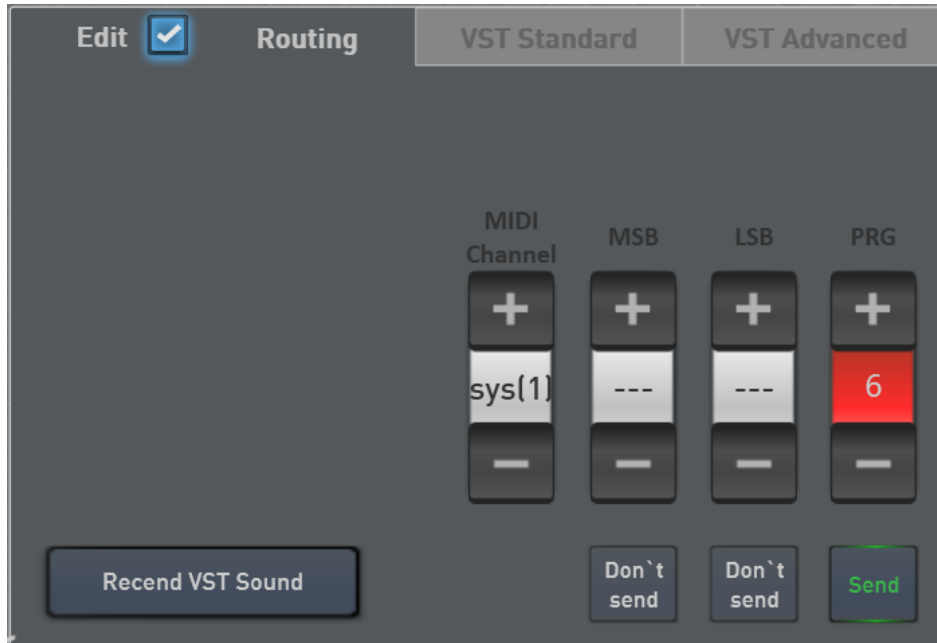 Edit Routing VST Standard VST Advanced
MIDI
Channel MSB LSB PRG
+ + + +
sys(1) --- --- 6
− − − −
Recend VST Sound
Don`t
send
Don`t
send
Send